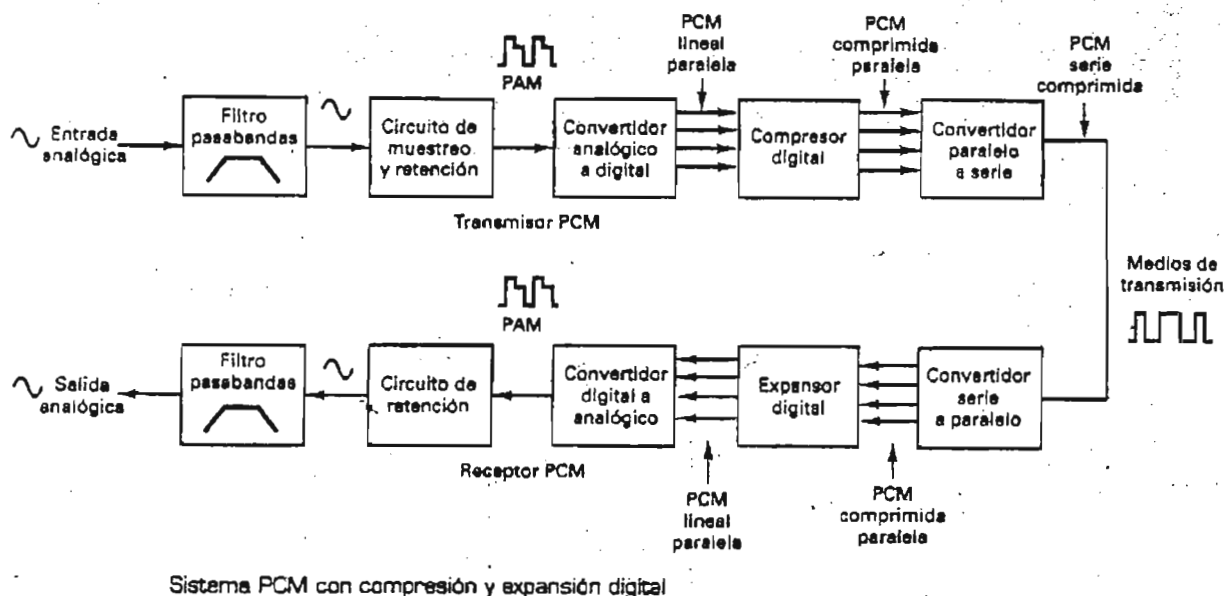 PCM
lineal
paralela
PCM
comprimida
paralela
PCM
serie
comprimida
PAM
Entrada
analógica
Filtro
pasabandas
Circuito de
muestreo
y retención
Convertidor
analógico
a digital
Compresor
digital
Convertidor
paralelo
a serie
Transmisor PCM
Medios de
transmisión
PAM
Salida
analógica
Filtro
pasabandas
Circuito de
retención
Convertidor
digital a
analógico
Expansor
digital
Convertidor
serie
a paralelo
Receptor PCM
PCM
lineal
paralela
PCM
comprimida
paralela
Sistema PCM con compresión y expansión digital